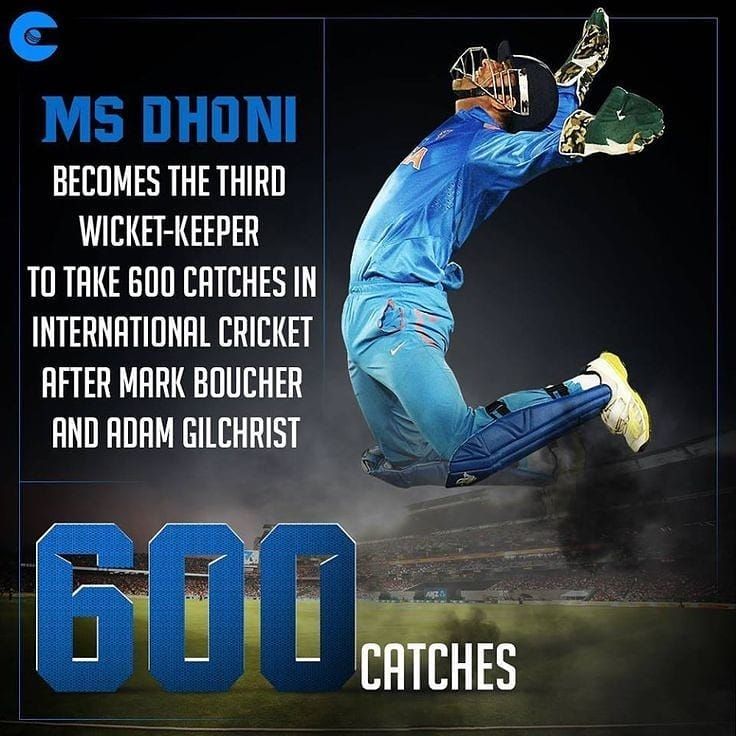 MS DHONI
BECOMES THE THIRD
WICKET-KEEPER
TO TAKE 600 CATCHES IN
INTERNATIONAL CRICKET
AFTER MARK BOUCHER
AND ADAM GILCHRIST
600
CATCHES